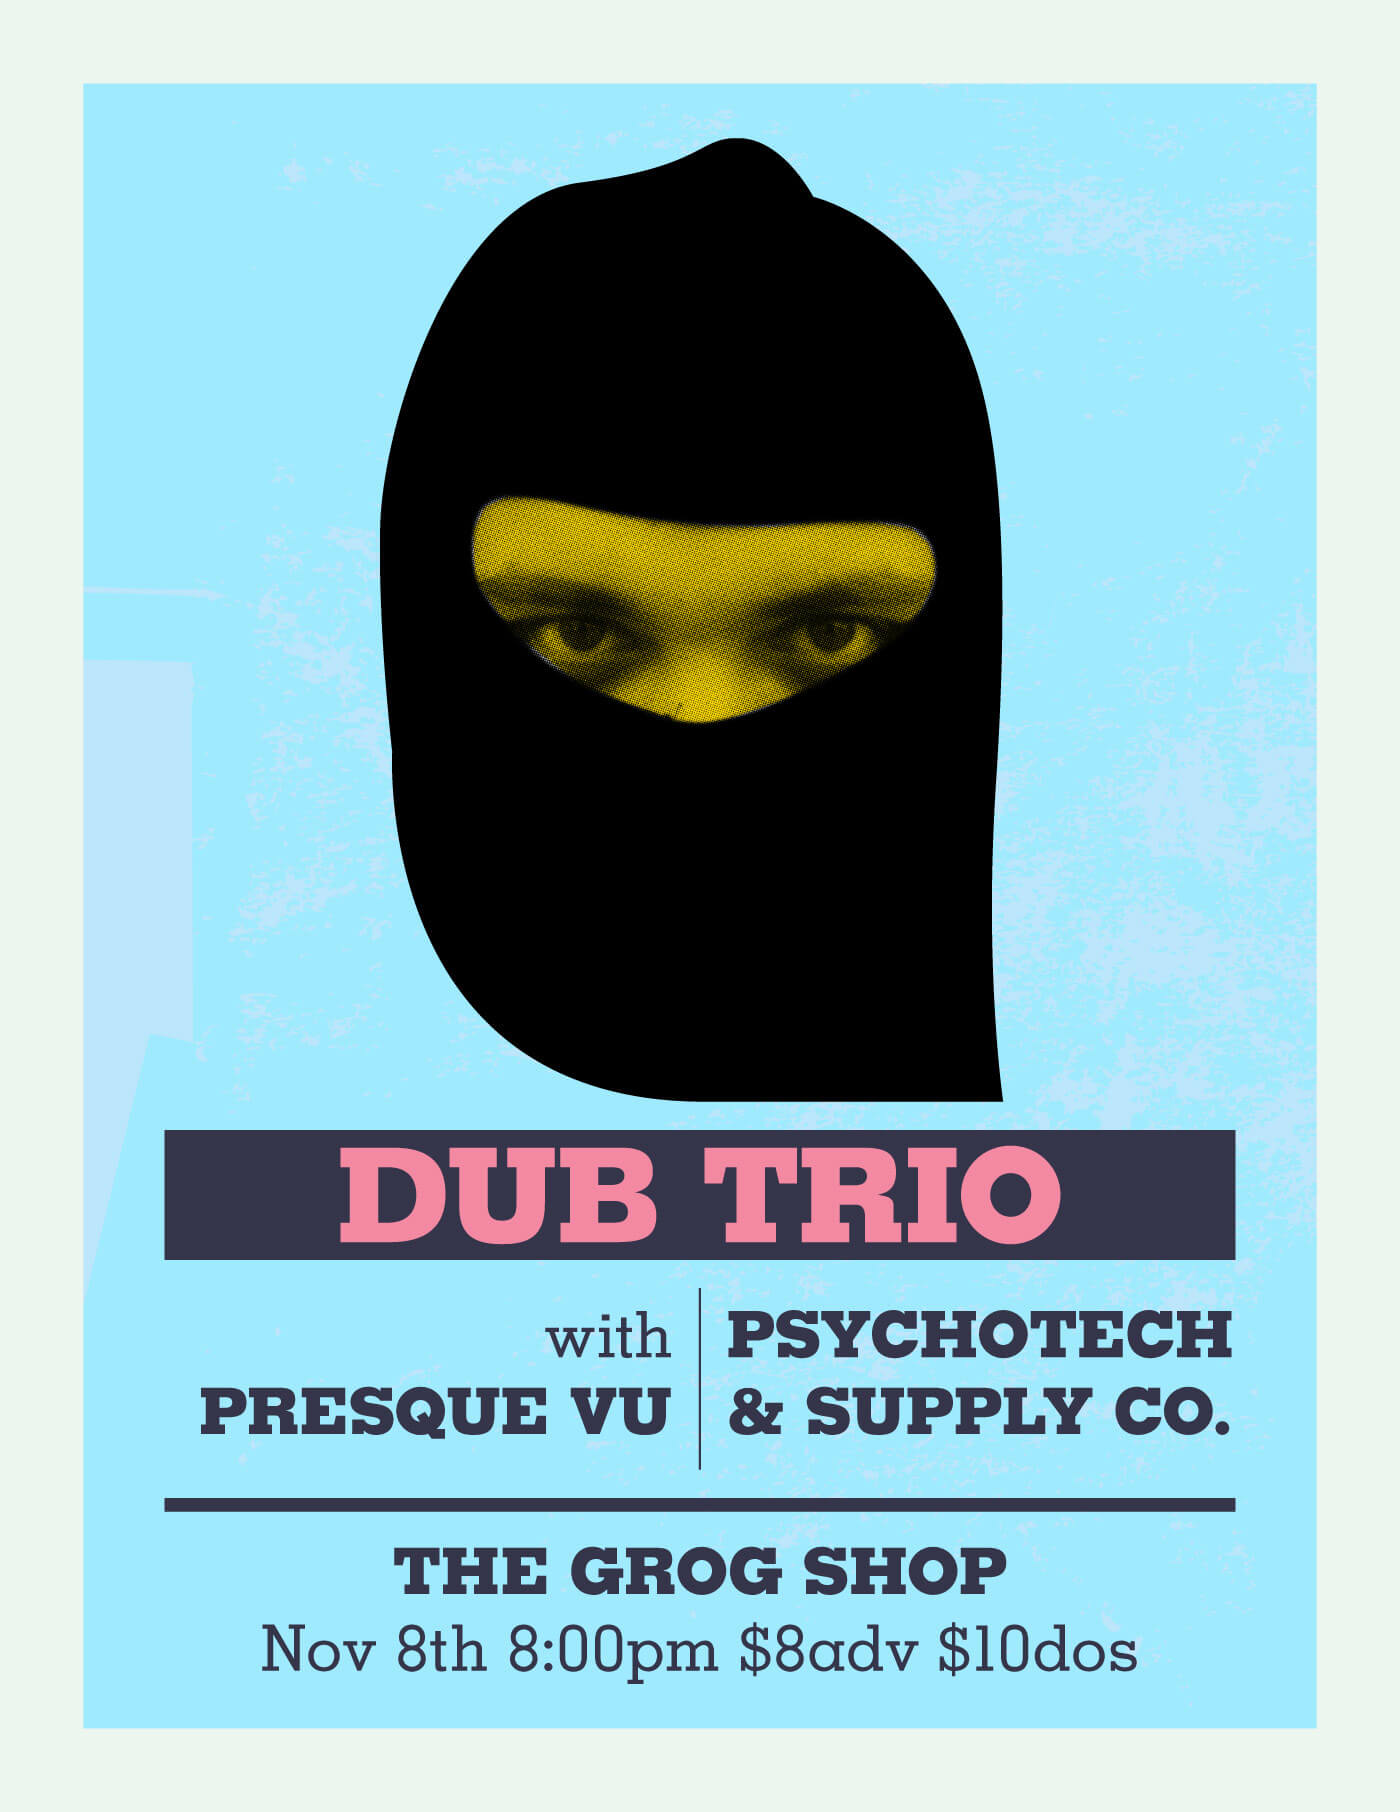 DUB TRIO
with
PRESQUE VU
PSYCHOTECH
& SUPPLY CO.
THE GROG SHOP
Nov 8th 8:00pm $8adv $10dos